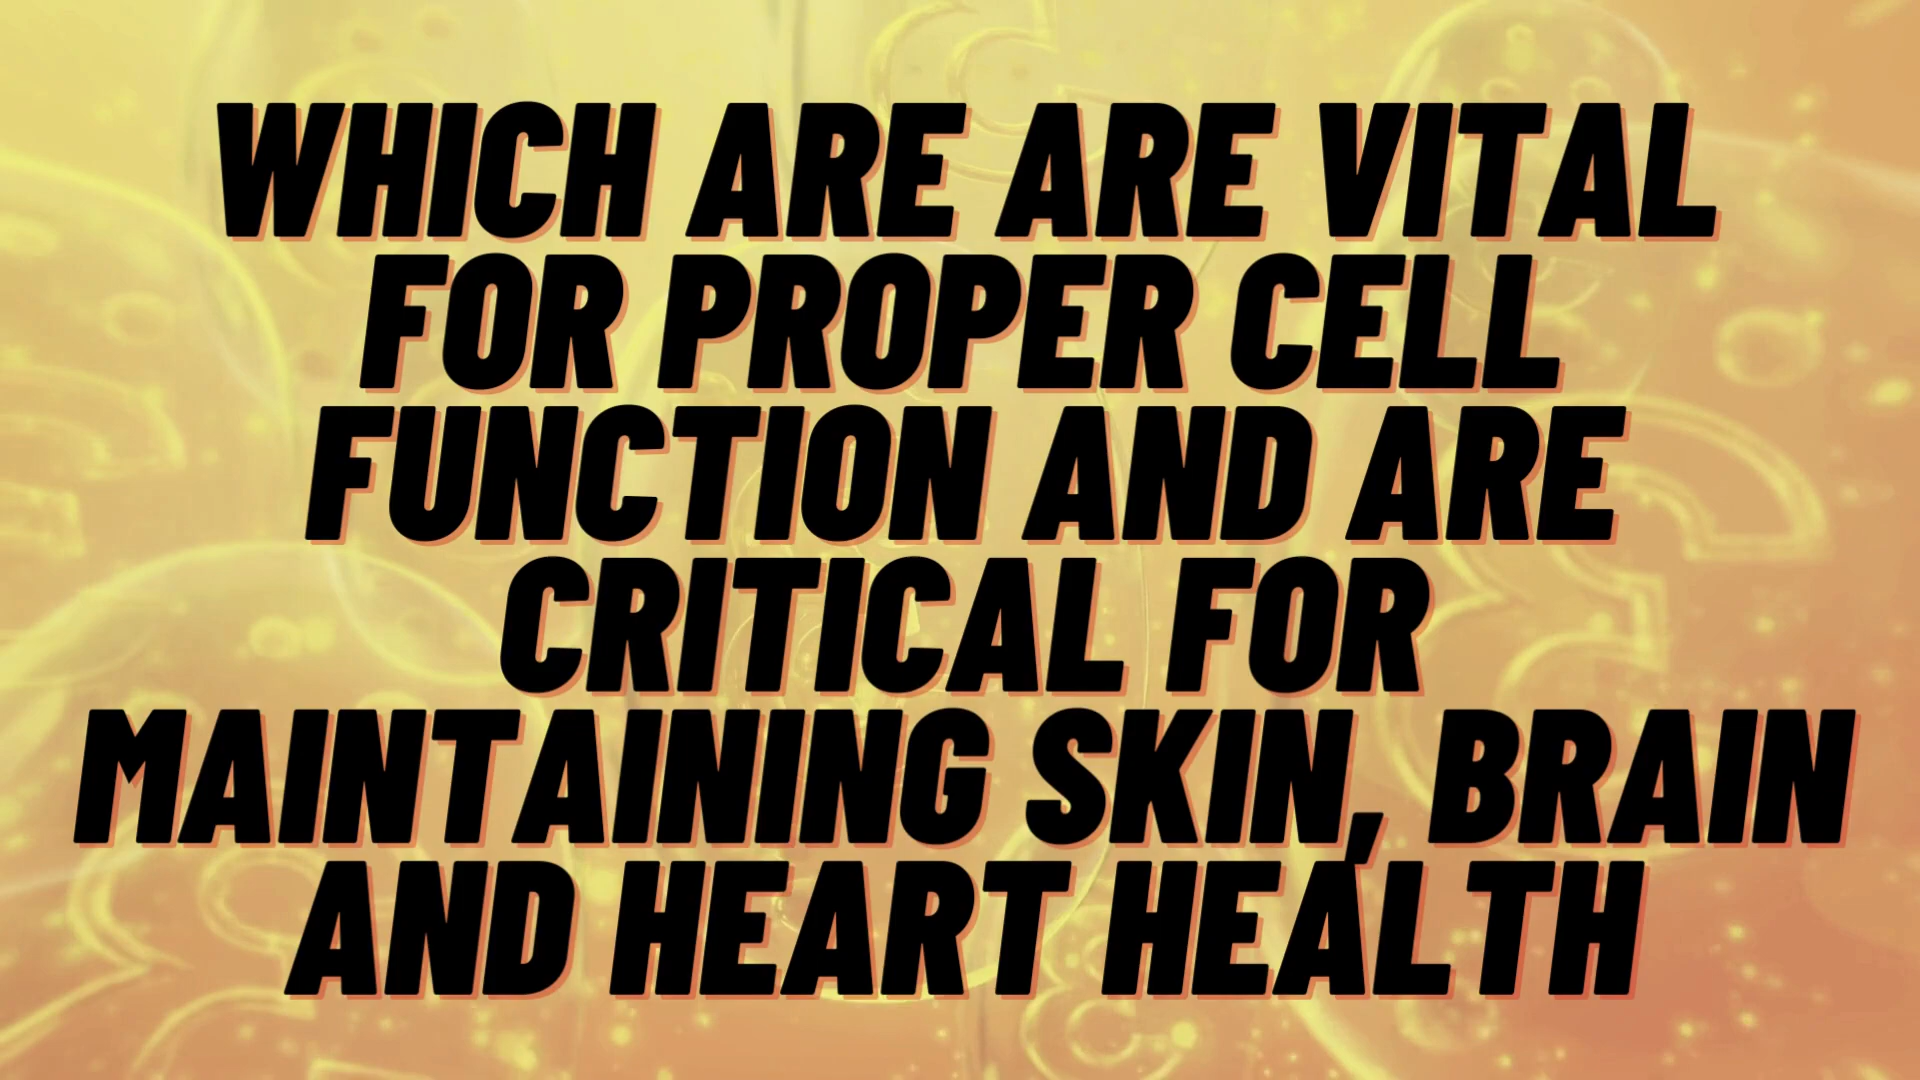 WHICH ARE ARE VITAL
FOR PROPER CELL
FUNCTION AND ARE
CRITICAL FOR
MAINTAINING SKIN, BRAIN
AND HEART HEALTH